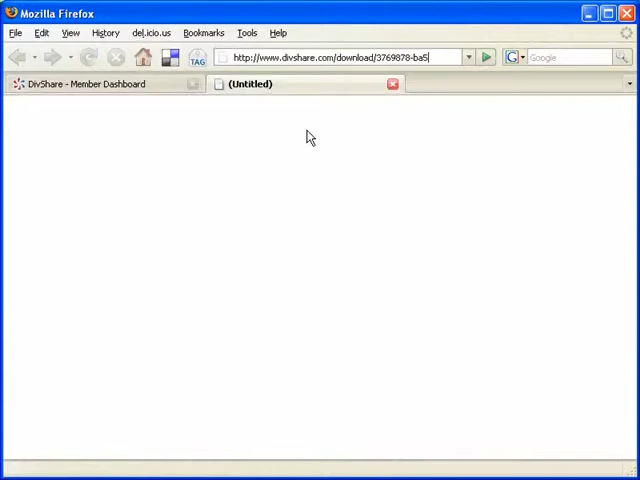 Mozilla Firefox
File Edit View History del.icio.us Bookmarks Tools Help
TAG http://www.divshare.com/download/3769878-ba5 G Google
DivShare - Member Dashboard (Untitled)